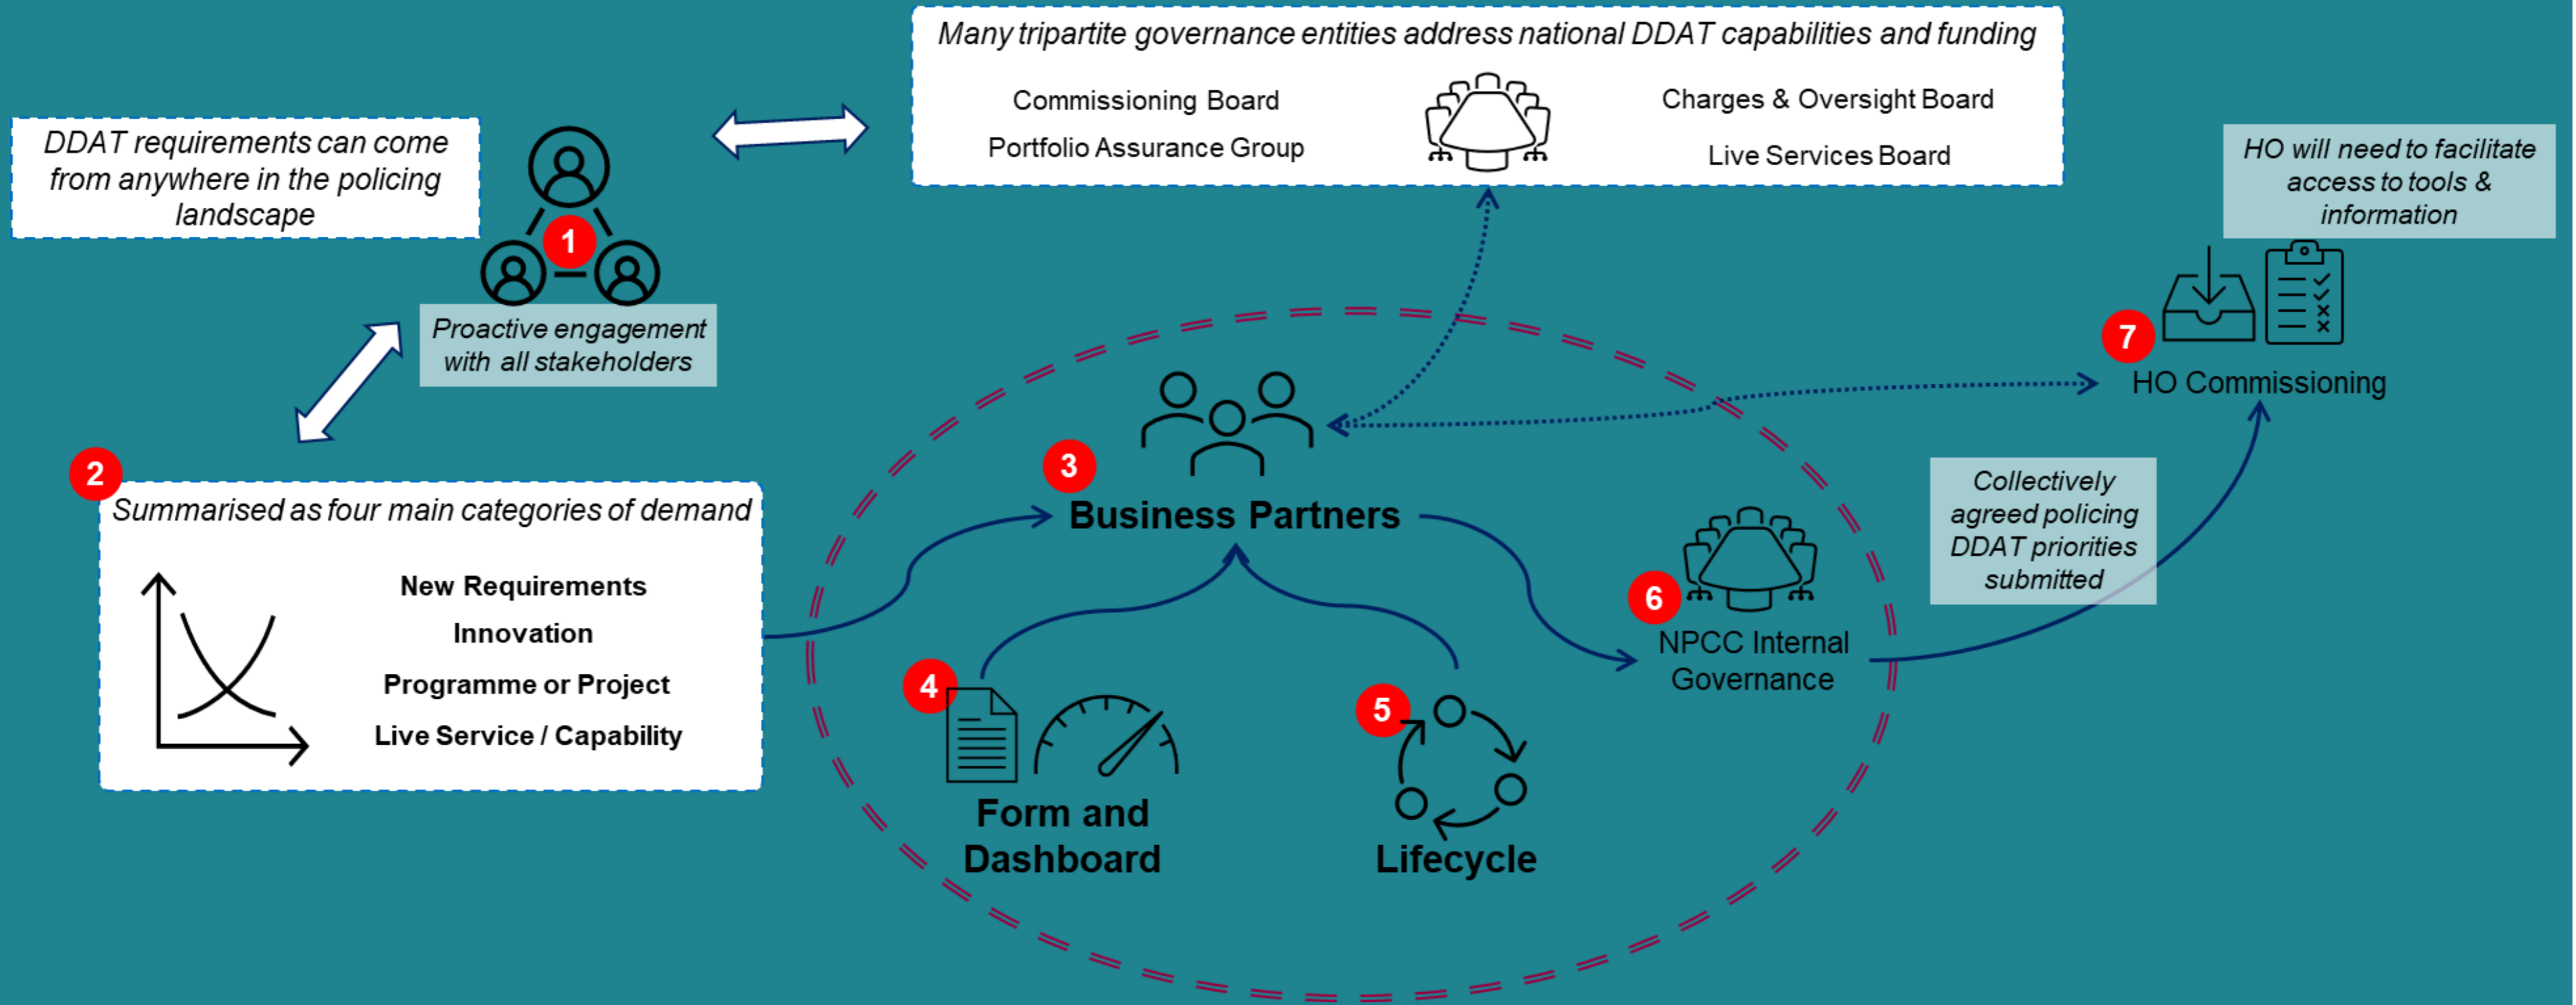 Many tripartite governance entities address national DDAT capabilities and funding
Commissioning Board
Charges & Oversight Board
Portfolio Assurance Group
Live Services Board
DDAT requirements can come
from anywhere in the policing
landscape
1
Proactive engagement
with all stakeholders
HO will need to facilitate
access to tools &
information
7
HO Commissioning
2
Summarised as four main categories of demand
New Requirements
Innovation
Programme or Project
Live Service / Capability
3
Business Partners
4
Form and
Dashboard
5
Lifecycle
6
NPCC Internal
Governance
Collectively
agreed policing
DDAT priorities
submitted